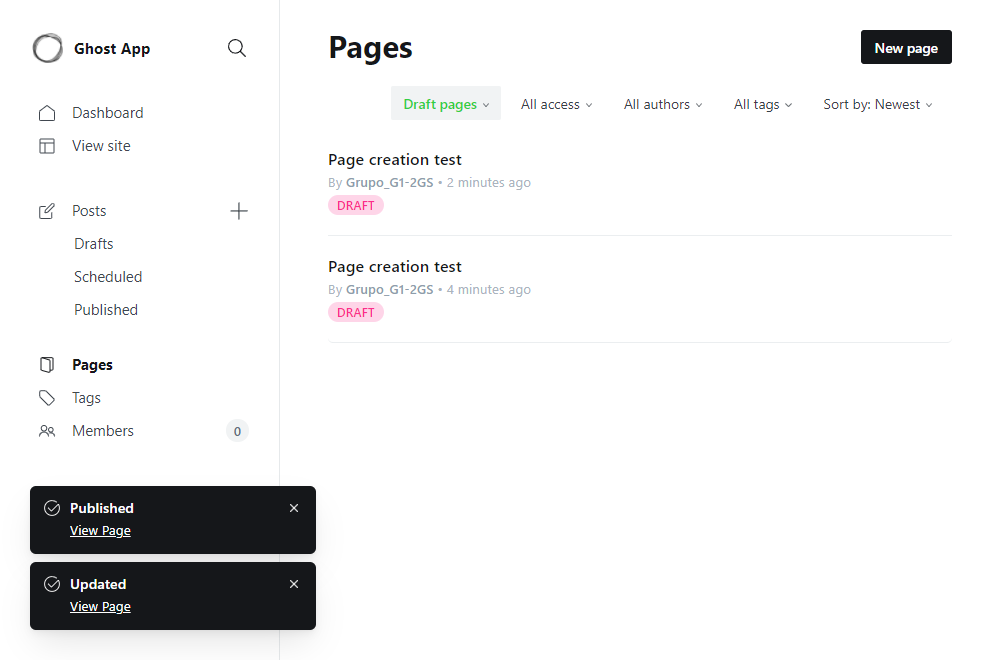 Ghost App
Dashboard
View site
Posts
Drafts
Scheduled
Published
Pages
Tags
Members 0
Published
View Page
Updated
View Page
Pages
New page
Draft pages All access All authors All tags Sort by: Newest
Page creation test
By Grupo_G1-2GS • 2 minutes ago
DRAFT
Page creation test
By Grupo_G1-2GS • 4 minutes ago
DRAFT